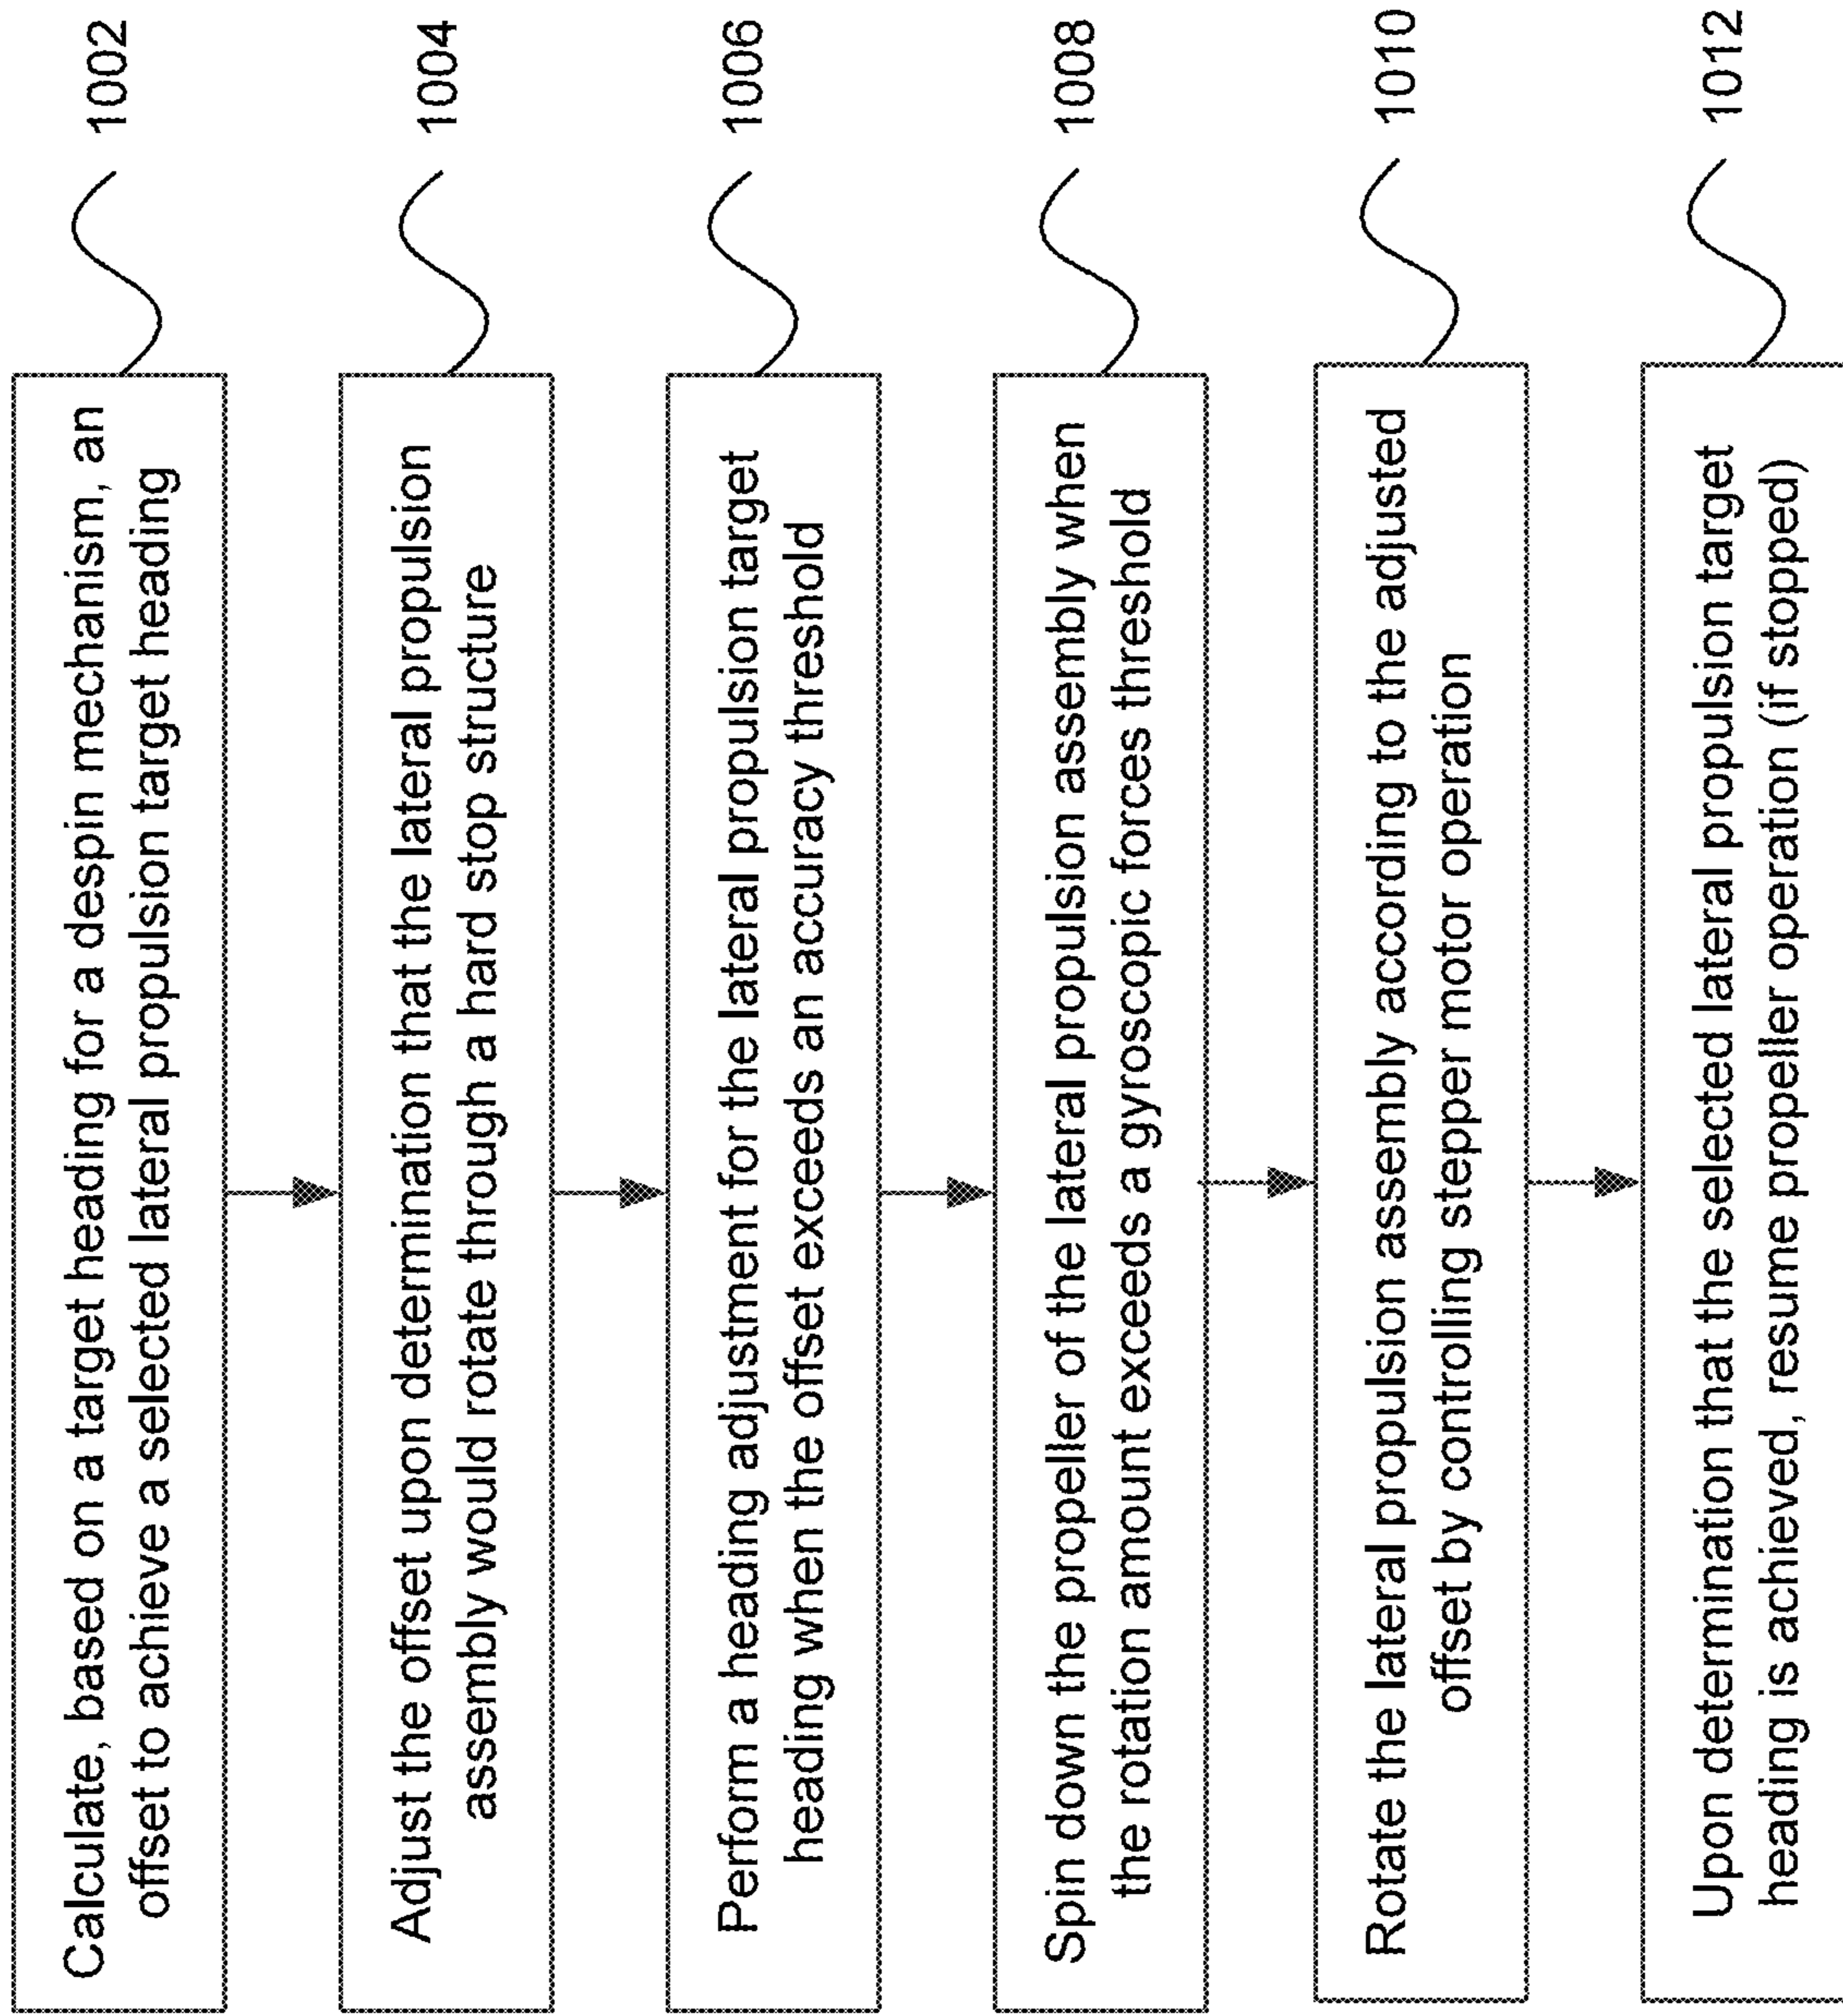 Calculate, based on a target heading for a despin mechanism, an
offset to achieve a selected lateral propulsion target heading
1002
Adjust the offset upon determination that the lateral propulsion
assembly would rotate through a hard stop structure
1004
Perform a heading adjustment for the lateral propulsion target
heading when the offset exceeds an accuracy threshold
1006
Spin down the propeller of the lateral propulsion assembly when
the rotation amount exceeds a gyroscopic forces threshold
1008
Rotate the lateral propulsion assembly according to the adjusted
offset by controlling stepper motor operation
1010
Upon determination that the selected lateral propulsion target
heading is achieved, resume propeller operation (if stopped)
1012